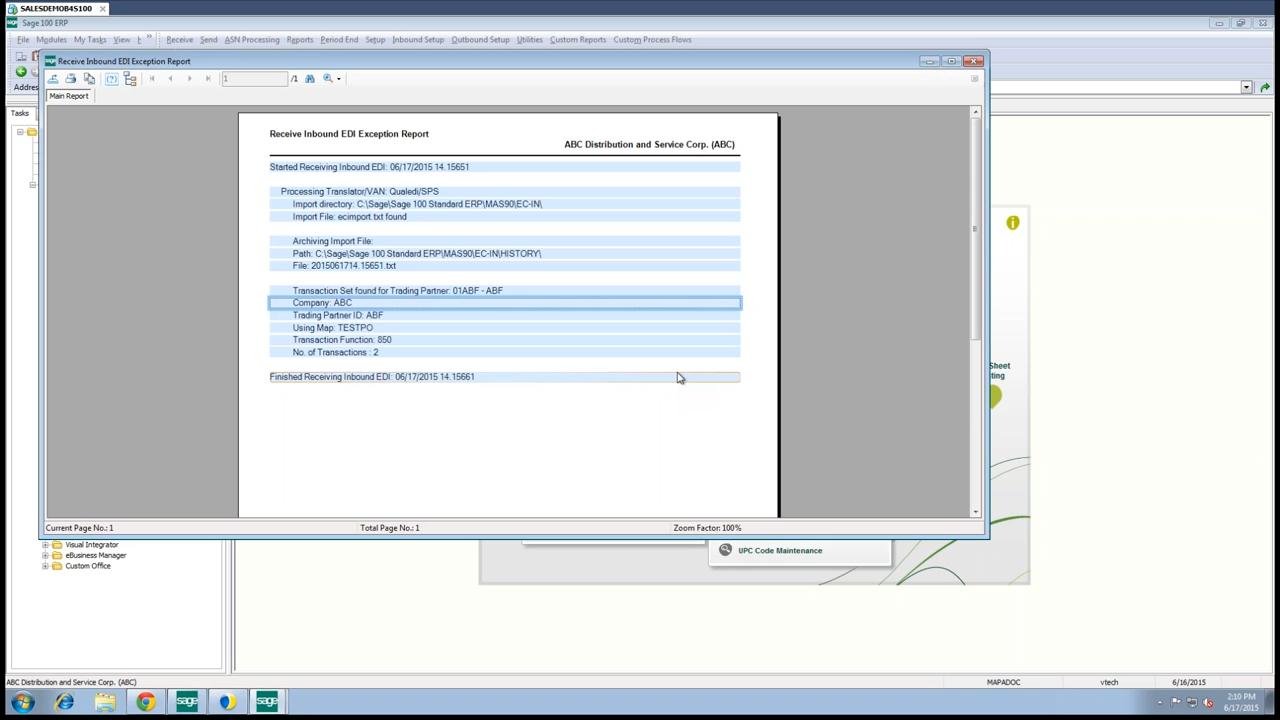 SALESDEMOB4S100
Sage 100 ERP
File Modules My Tasks View Receive Send ASN Processing Reports Period End Setup Inbound Setup Outbound Setup Utilities Custom Reports Custom Process Flows
Receive Inbound EDI Exception Report
1 /1
Addres
Main Report
Tasks
Receive Inbound EDI Exception Report
ABC Distribution and Service Corp. (ABC)
Started Receiving Inbound EDI: 06/17/2015 14.15651
Processing Translator/VAN: Qualedi/SPS
Import directory: C:\Sage\Sage 100 Standard ERP\MAS90\EC-IN\
Import File: ecimport.txt found
Archiving Import File:
Path: C:\Sage\Sage 100 Standard ERP\MAS90\EC-IN\HISTORY\
File: 2015061714.15651.txt
Transaction Set found for Trading Partner: 01ABF - ABF
Company: ABC
Trading Partner ID: ABF
Using Map: TESTPO
Transaction Function: 850
No. of Transactions : 2
Finished Receiving Inbound EDI: 06/17/2015 14.15661
Sheet
ting
Current Page No.: 1 Total Page No.: 1 Zoom Factor: 100%
Visual Integrator
eBusiness Manager
Custom Office
UPC Code Maintenance
ABC Distribution and Service Corp. (ABC) MAPADOC vtech 6/16/2015
2:10 PM
6/17/2015